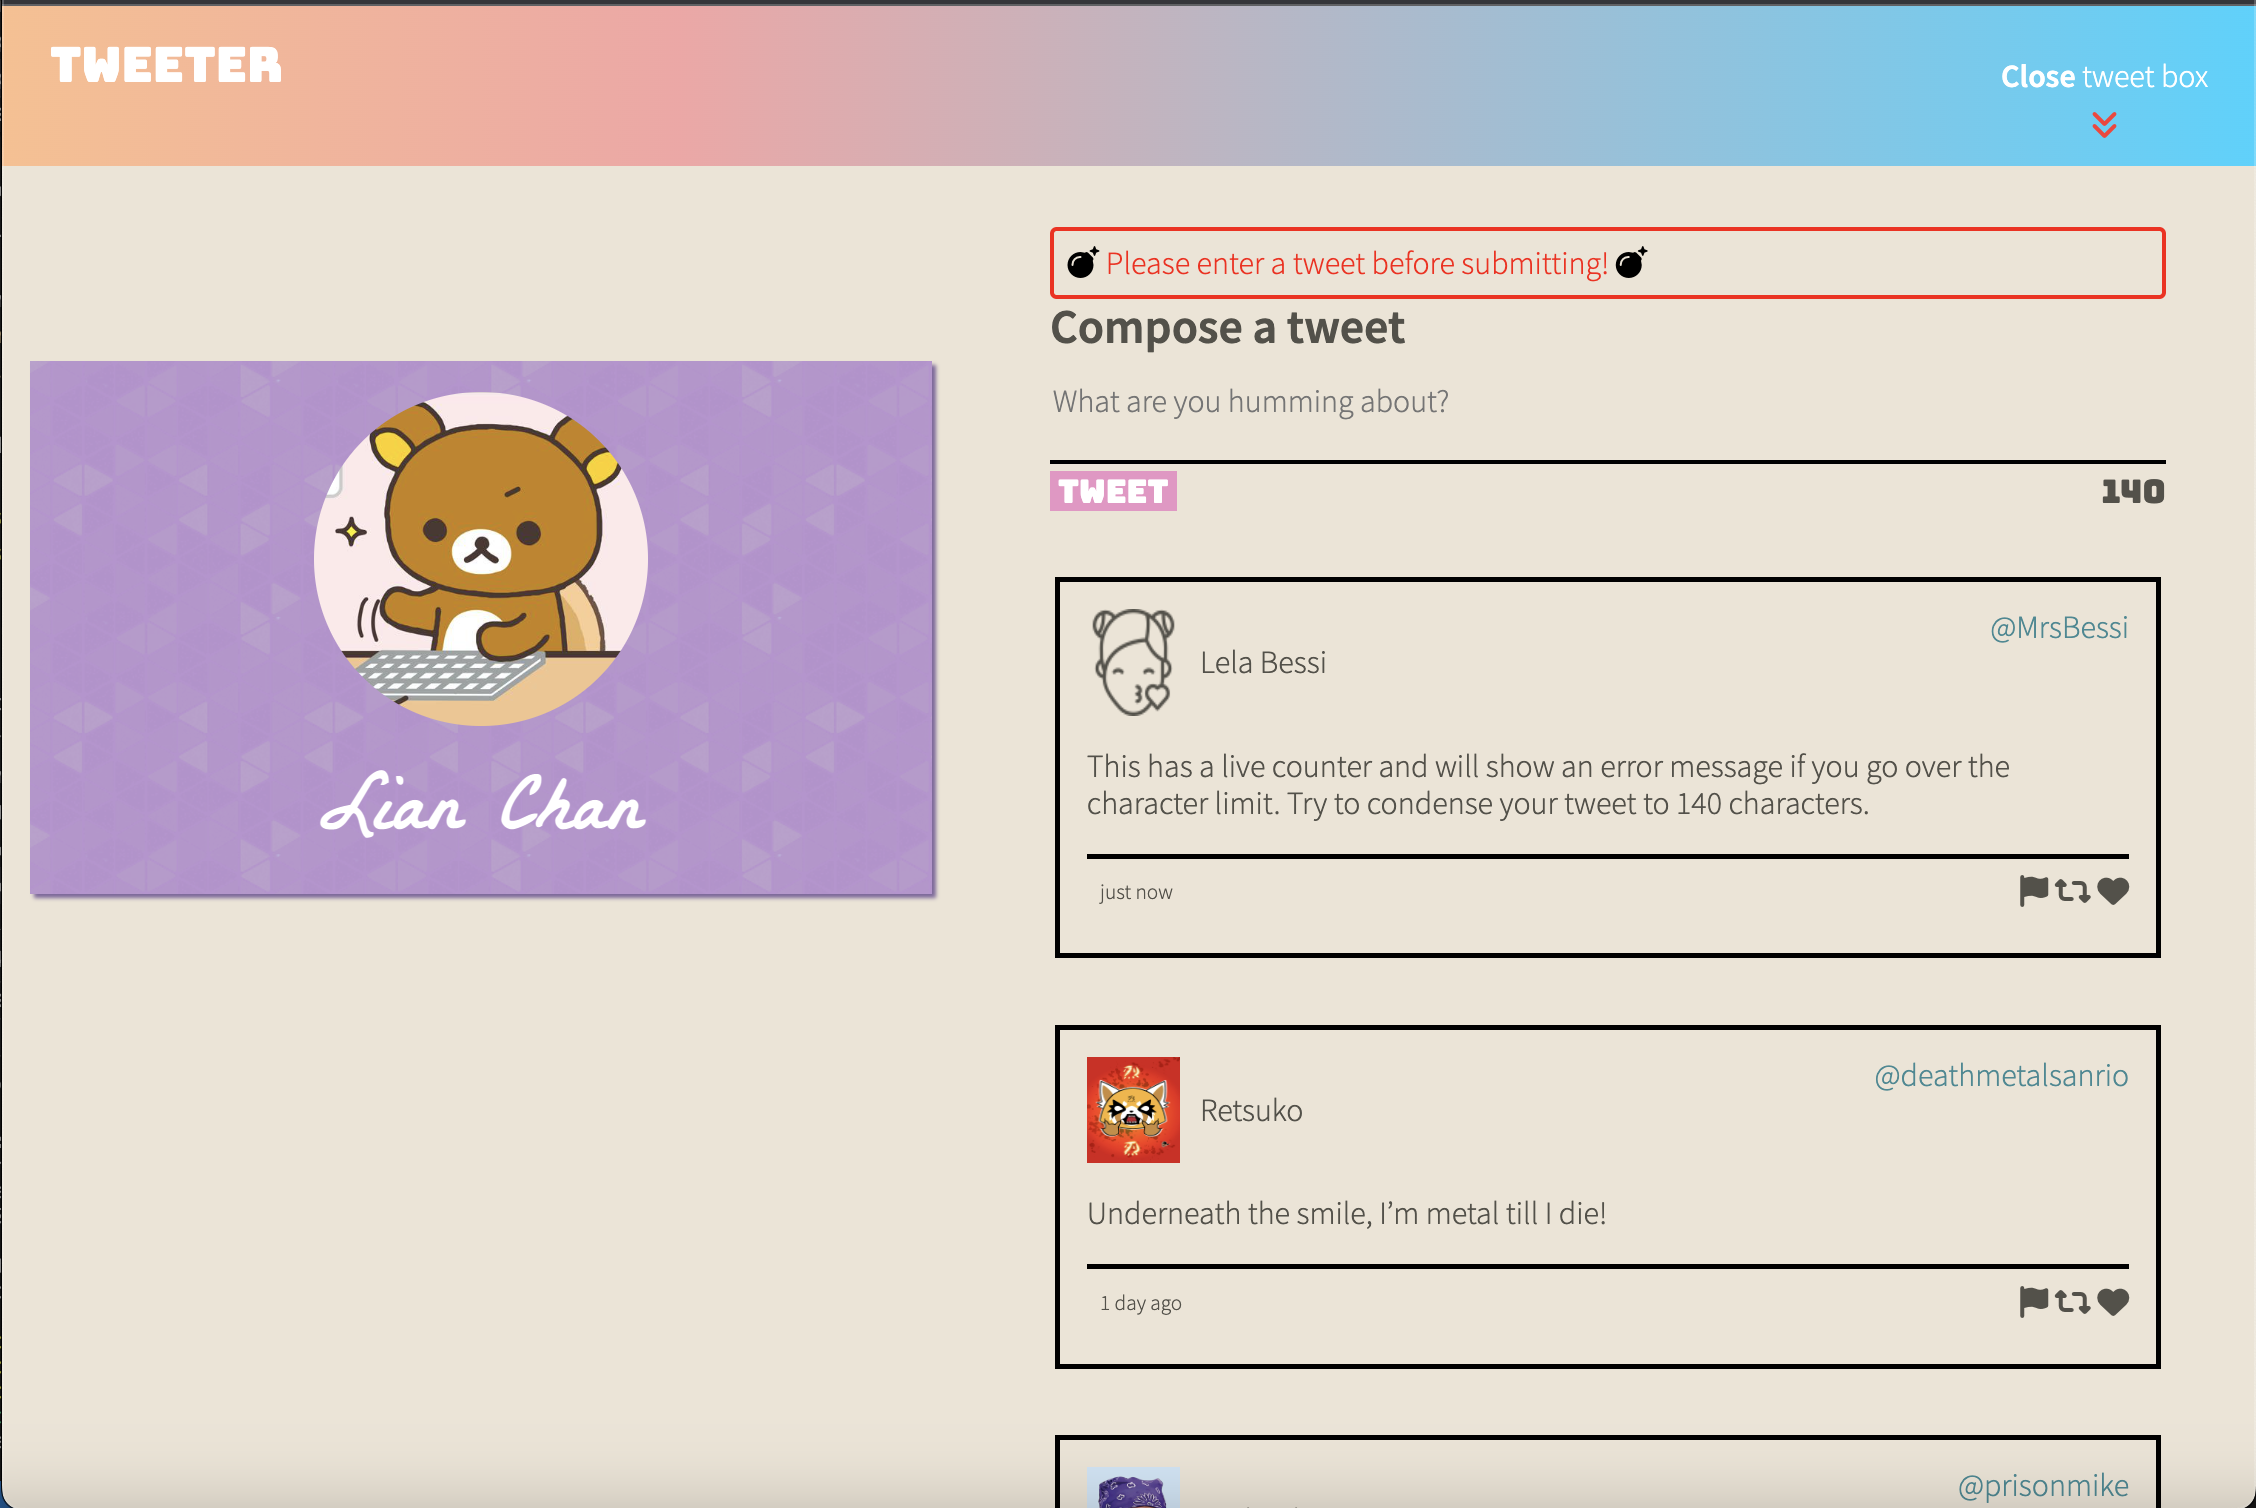 TWEETER
Close tweet box
Please enter a tweet before submitting!
Compose a tweet
What are you humming about?
TWEET
140
Lian Chan
@MrsBessi
Lela Bessi
This has a live counter and will show an error message if you go over the
character limit. Try to condense your tweet to 140 characters.
just now
@deathmetalsanrio
Retsuko
Underneath the smile, I’m metal till I die!
1 day ago
@prisonmike